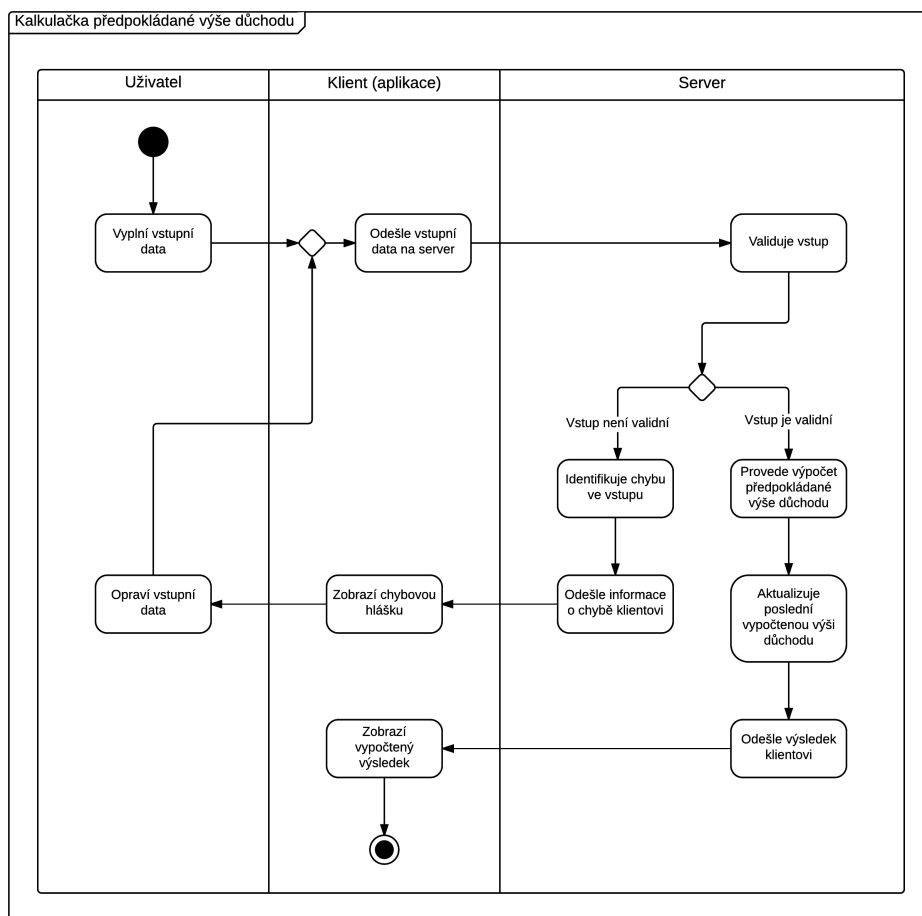 Kalkulačka předpokládané výše důchodu
Uživatel
Klient (aplikace)
Server
Vyplní vstupní
data
Odešle vstupní
data na server
Validuje vstup
Vstup není validní
Vstup je validní
Identifikuje chybu
ve vstupu
Provede výpočet
předpokládané
výše důchodu
Opraví vstupní
data
Zobrazí chybovou
hlášku
Odešle informace
o chybě klientovi
Aktualizuje
poslední
vypočtenou výši
důchodu
Zobrazí
vypočtený
výsledek
Odešle výsledek
klientovi